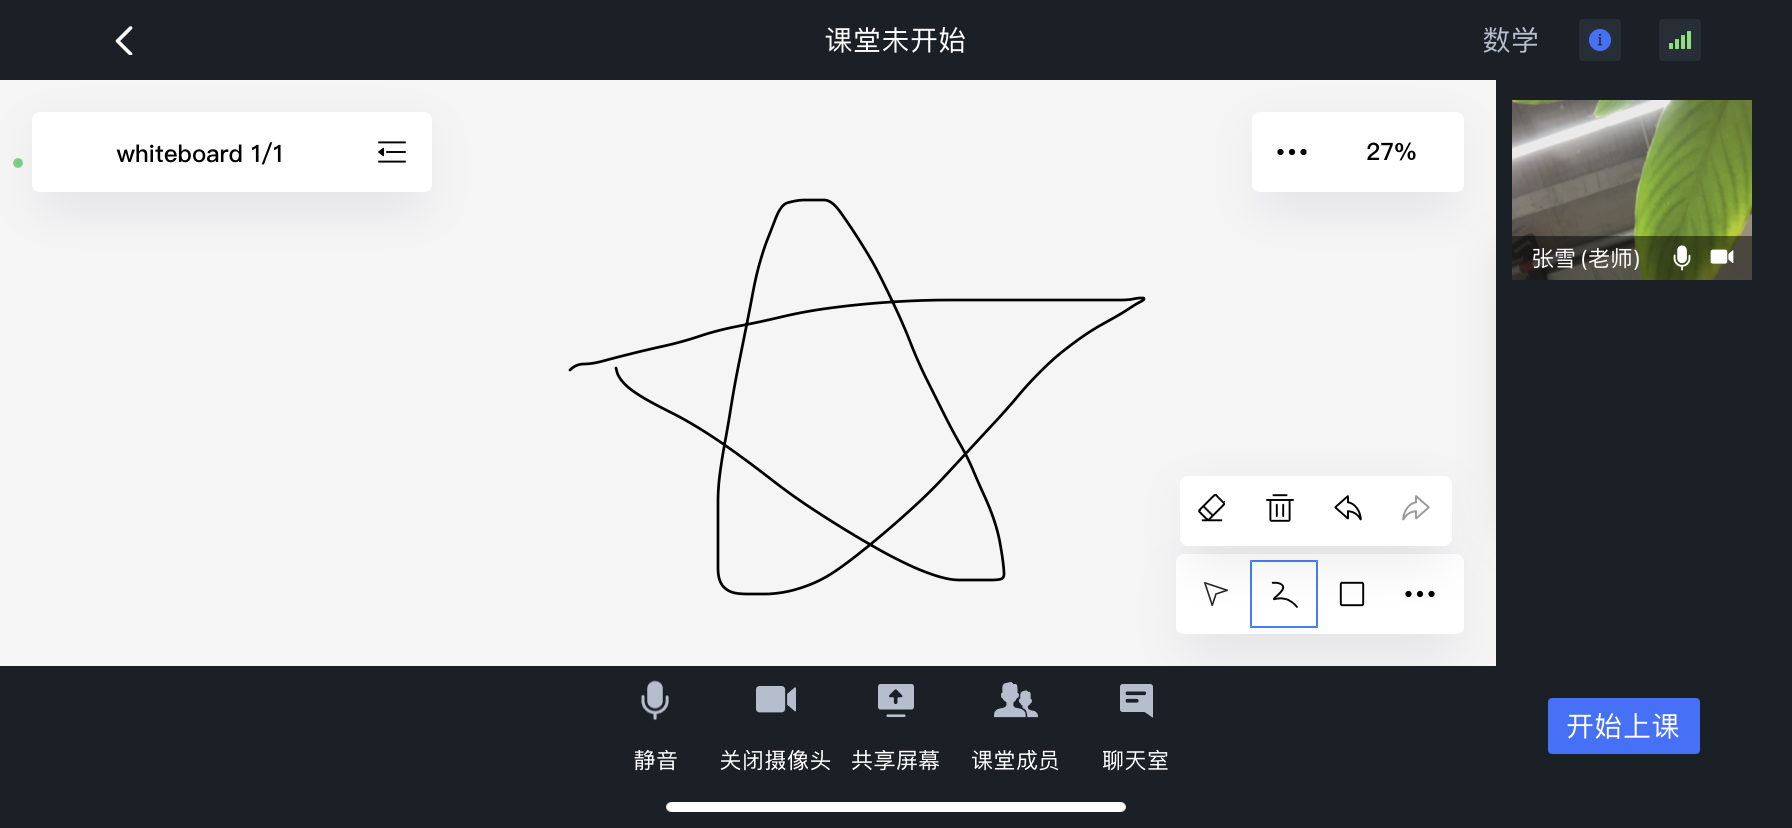 课堂未开始
数学
whiteboard 1/1
27%
张雪 (老师)
静音
关闭摄像头
共享屏幕
课堂成员
聊天室
开始上课